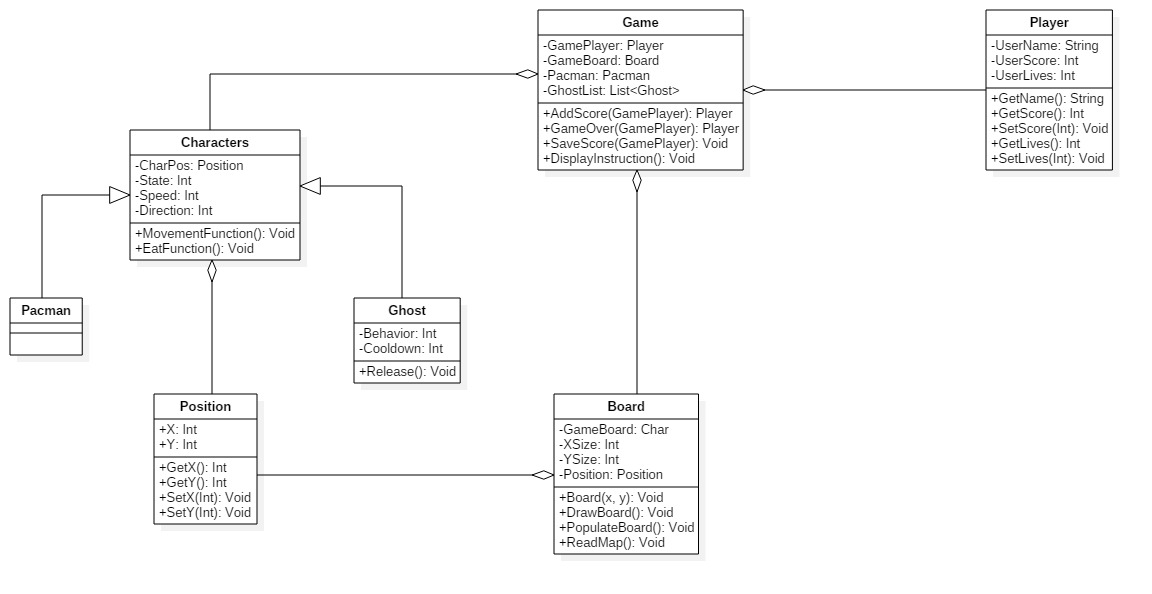 Game
-GamePlayer: Player
-GameBoard: Board
-Pacman: Pacman
-GhostList: List<Ghost>
+AddScore(GamePlayer): Player
+GameOver(GamePlayer): Player
+SaveScore(GamePlayer): Void
+DisplayInstruction(): Void
Player
-UserName: String
-UserScore: Int
-UserLives: Int
+GetName(): String
+GetScore(): Int
+SetScore(Int): Void
+GetLives(): Int
+SetLives(Int): Void
Characters
-CharPos: Position
-State: Int
-Speed: Int
-Direction: Int
+MovementFunction(): Void
+EatFunction(): Void
Pacman
Ghost
-Behavior: Int
-Cooldown: Int
+Release(): Void
Position
+X: Int
+Y: Int
+GetX(): Int
+GetY(): Int
+SetX(Int): Void
+SetY(Int): Void
Board
-GameBoard: Char
-XSize: Int
-YSize: Int
-Position: Position
+Board(x, y): Void
+DrawBoard(): Void
+PopulateBoard(): Void
+ReadMap(): Void